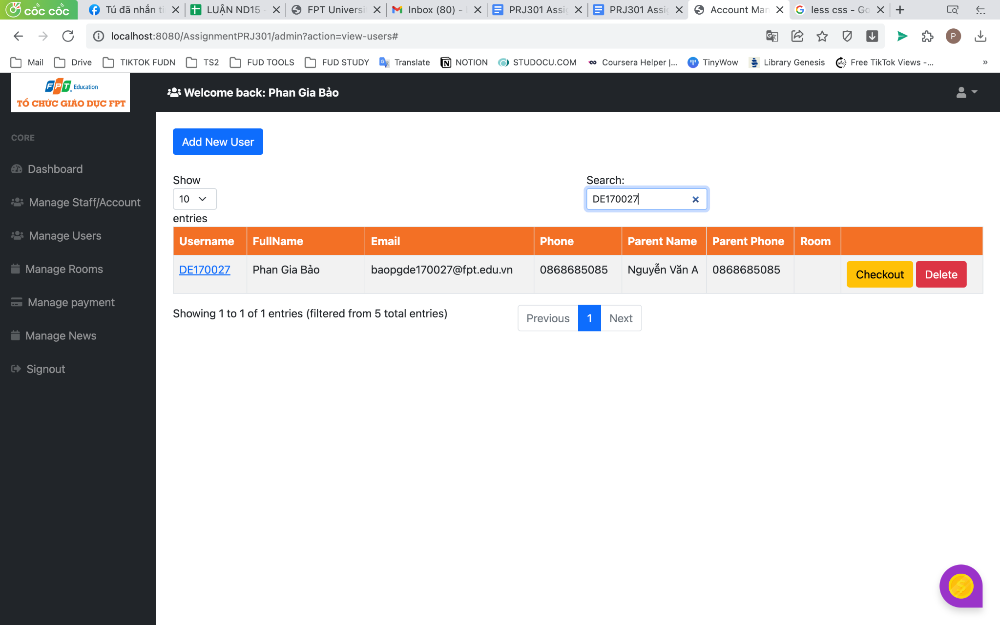 cốc cốc
Tú đã nhắn ti
LUẬN ND15 -
FPT Universi
Inbox (80) -
PRJ301 Assig
PRJ301 Assig
Account Man
less css - Go
localhost:8080/AssignmentPRJ301/admin?action=view-users#
P
Mail
Drive
TIKTOK FUDN
TS2
FUD TOOLS
FUD STUDY
Translate
NOTION
STUDOCU.COM
Coursera Helper |...
TinyWow
Library Genesis
Free TikTok Views -...
»
FPT Education
TỔ CHỨC GIÁO DỤC FPT
Welcome back: Phan Gia Bảo
CORE
Dashboard
Manage Staff/Account
Manage Users
Manage Rooms
Manage payment
Manage News
Signout
Add New User
Show
10
entries
Search:
DE170027
Username FullName Email Phone Parent Name Parent Phone Room
DE170027 Phan Gia Bảo baopgde170027@fpt.edu.vn 0868685085 Nguyễn Văn A 0868685085 Checkout Delete
Showing 1 to 1 of 1 entries (filtered from 5 total entries)
Previous 1 Next